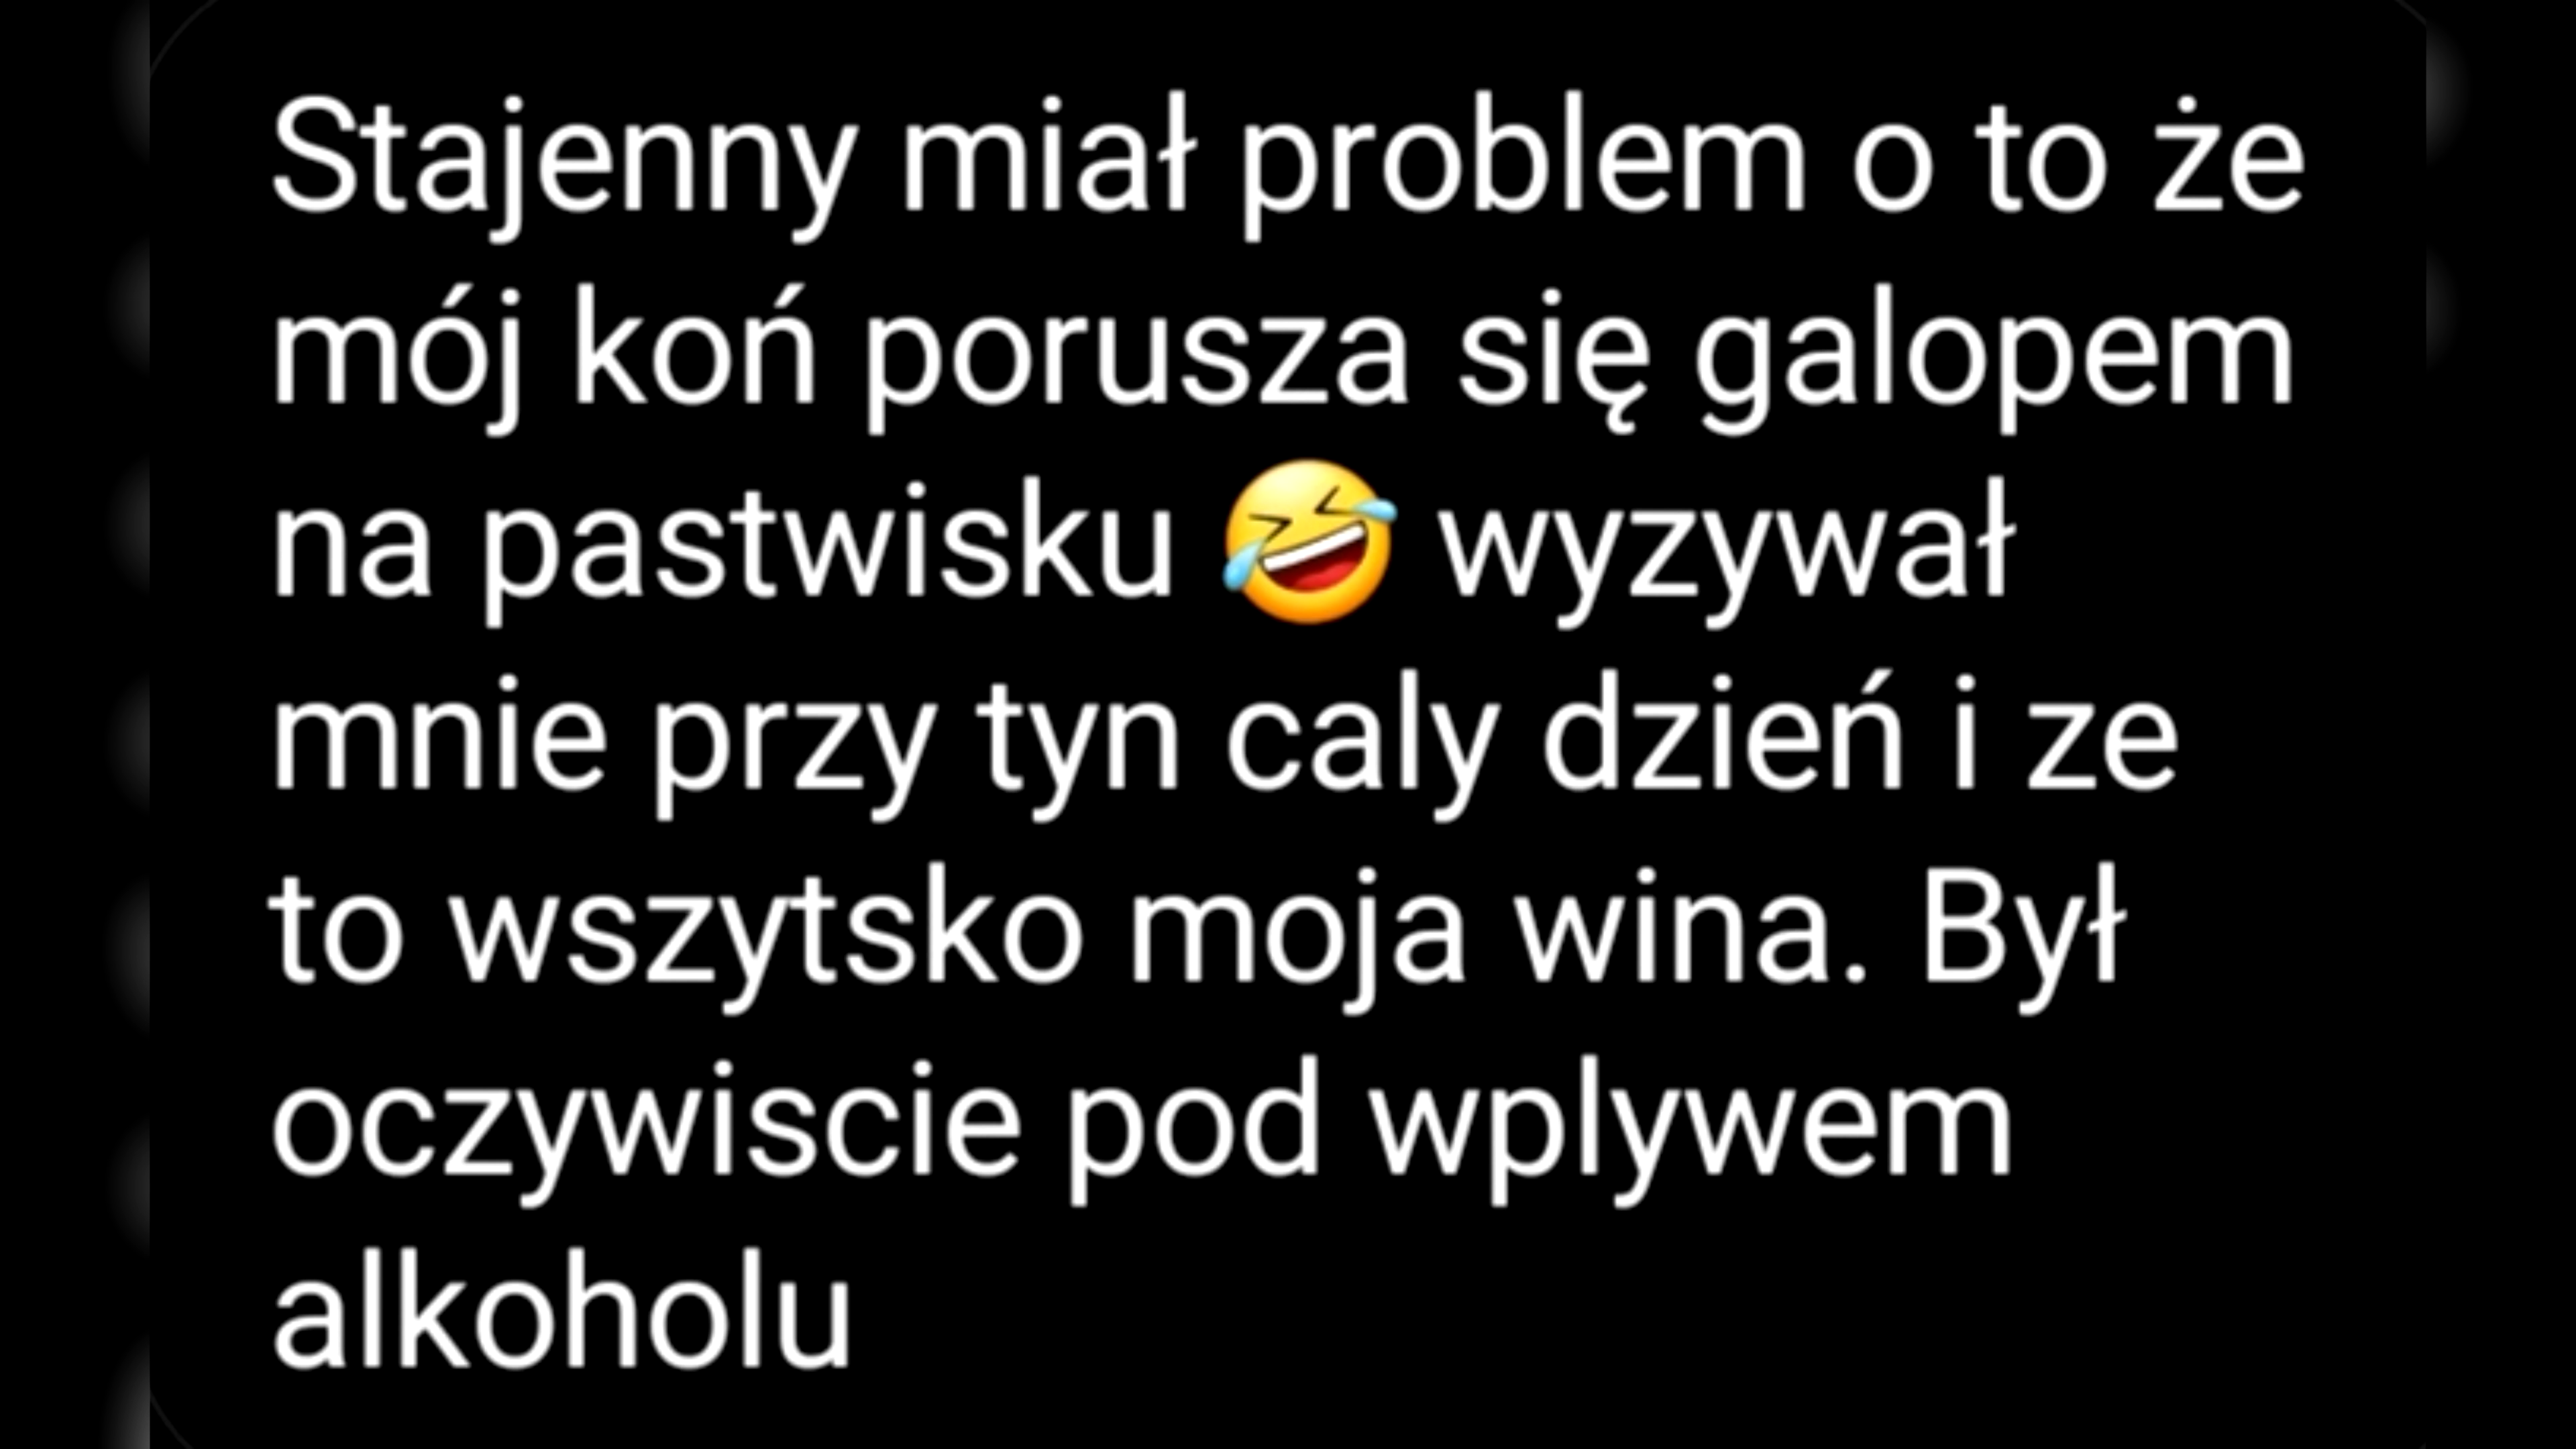 Stajenny miał problem o to że
mój koń porusza się galopem
na pastwisku 🤣 wyzywał
mnie przy tyn caly dzień i ze
to wszytsko moja wina. Był
oczywiscie pod wplywem
alkoholu